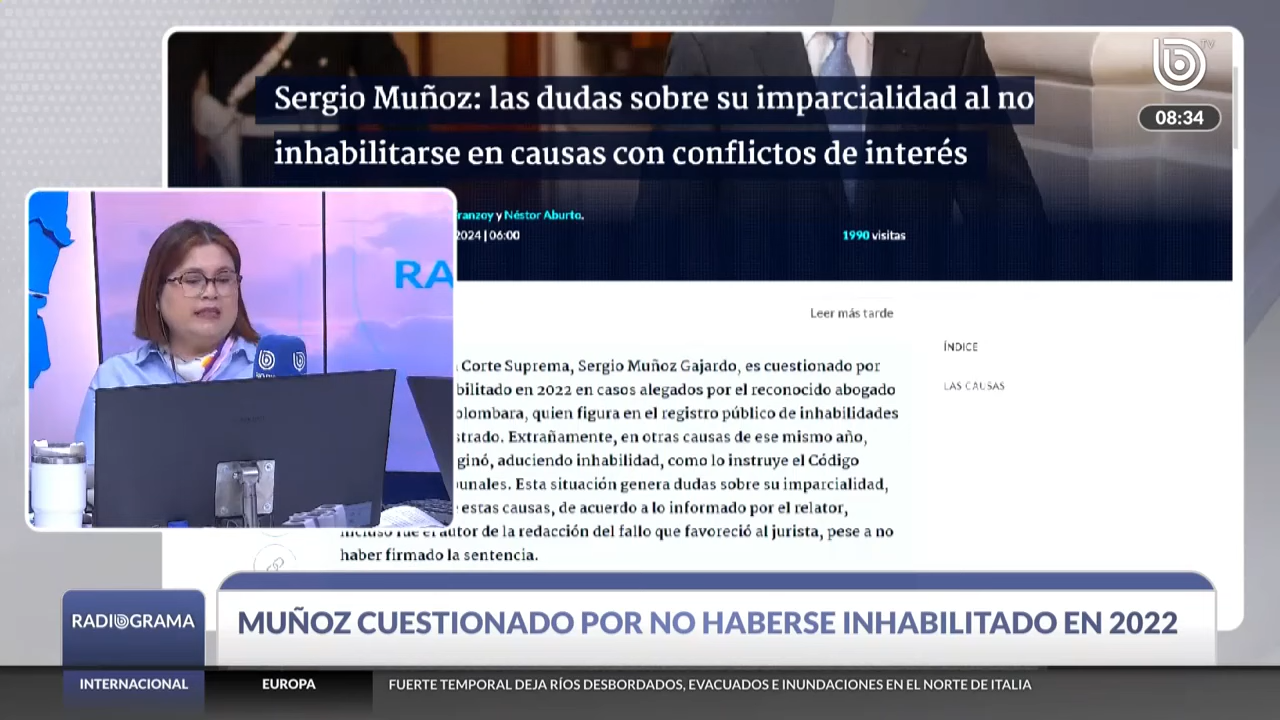 Sergio Muñoz: las dudas sobre su imparcialidad al no
inhabilitarse en causas con conflictos de interés
TV
08:34
ranzoy y Néstor Aburto.
2024 | 06:00
1990 visitas
RA
Leer más tarde
ÍNDICE
LAS CAUSAS
Corte Suprema, Sergio Muñoz Gajardo, es cuestionado por
bilitado en 2022 en casos alegados por el reconocido abogado
olombara, quien figura en el registro público de inhabilidades
strado. Extrañamente, en otras causas de ese mismo año,
ginó, aduciendo inhabilidad, como lo instruye el Código
unales. Esta situación genera dudas sobre su imparcialidad,
estas causas, de acuerdo a lo informado por el relator,
incluso fue el autor de la redacción del fallo que favoreció al jurista, pese a no
haber firmado la sentencia.
RADIOGRAMA
MUÑOZ CUESTIONADO POR NO HABERSE INHABILITADO EN 2022
INTERNACIONAL
EUROPA
FUERTE TEMPORAL DEJA RÍOS DESBORDADOS, EVACUADOS E INUNDACIONES EN EL NORTE DE ITALIA